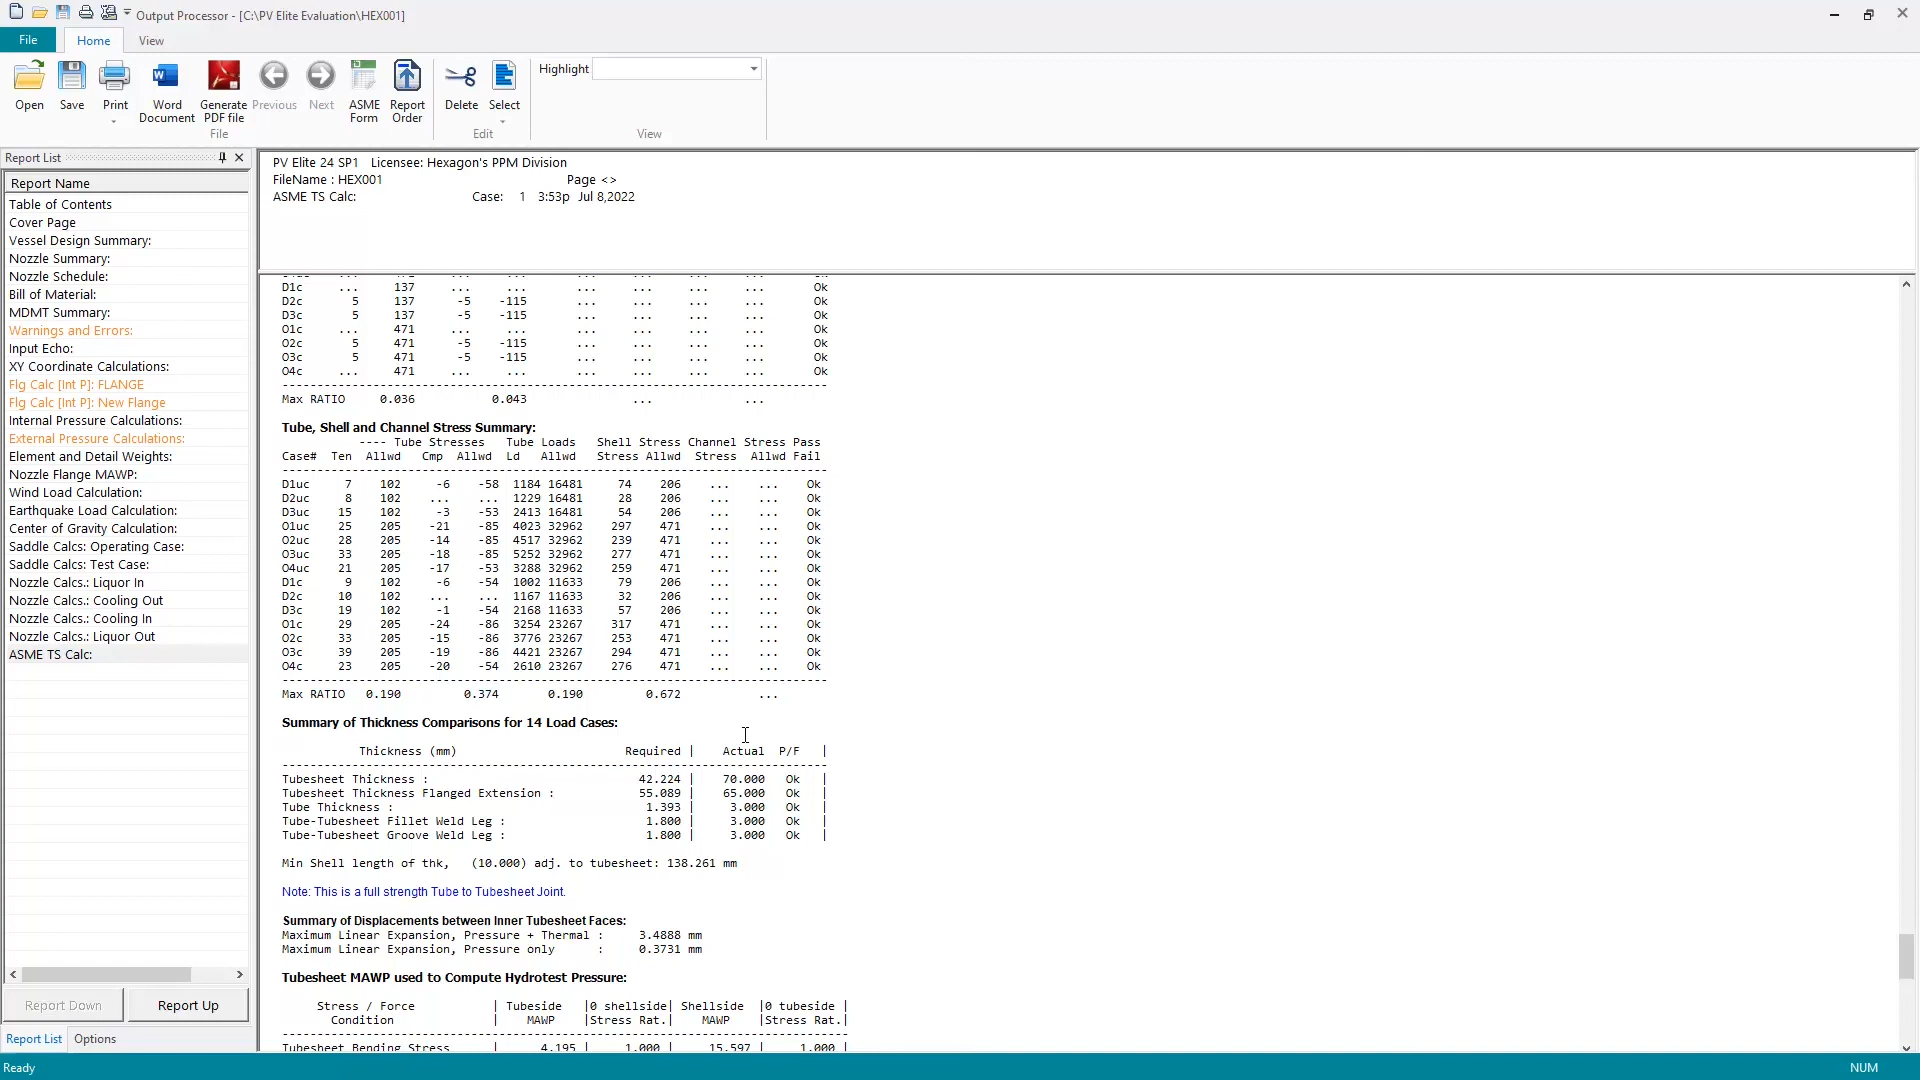 Output Processor - [C:\PV Elite Evaluation\HEX001]
File Home View
Open Save Print Word Document Generate PDF file Previous Next ASME Form Report Order Delete Select Highlight
File Edit View
Report List
Report Name
Table of Contents
Cover Page
Vessel Design Summary:
Nozzle Summary:
Nozzle Schedule:
Bill of Material:
MDMT Summary:
Warnings and Errors:
Input Echo:
XY Coordinate Calculations:
Flg Calc [Int P]: FLANGE
Flg Calc [Int P]: New Flange
Internal Pressure Calculations:
External Pressure Calculations:
Element and Detail Weights:
Nozzle Flange MAWP:
Wind Load Calculation:
Earthquake Load Calculation:
Center of Gravity Calculation:
Saddle Calcs: Operating Case:
Saddle Calcs: Test Case:
Nozzle Calcs.: Liquor In
Nozzle Calcs.: Cooling Out
Nozzle Calcs.: Cooling In
Nozzle Calcs.: Liquor Out
ASME TS Calc:
Report Down Report Up
Report List Options
PV Elite 24 SP1 Licensee: Hexagon's PPM Division
FileName : HEX001 Page <>
ASME TS Calc: Case: 1 3:53p Jul 8,2022
D1c ... 137 ... ... ... ... ... ... Ok
D2c 5 137 -5 -115 ... ... ... ... Ok
D3c 5 137 -5 -115 ... ... ... ... Ok
O1c ... 471 ... ... ... ... ... ... Ok
O2c 5 471 -5 -115 ... ... ... ... Ok
O3c 5 471 -5 -115 ... ... ... ... Ok
O4c ... 471 ... ... ... ... ... ... Ok
Max RATIO 0.036 0.043 ... ...
Tube, Shell and Channel Stress Summary:
---- Tube Stresses Tube Loads Shell Stress Channel Stress Pass
Case# Ten Allwd Cmp Allwd Ld Allwd Stress Allwd Stress Allwd Fail
D1uc 7 102 -6 -58 1184 16481 74 206 ... ... Ok
D2uc 8 102 ... ... 1229 16481 28 206 ... ... Ok
D3uc 15 102 -3 -53 2413 16481 54 206 ... ... Ok
O1uc 25 205 -21 -85 4023 32962 297 471 ... ... Ok
O2uc 28 205 -14 -85 4517 32962 239 471 ... ... Ok
O3uc 33 205 -18 -85 5252 32962 277 471 ... ... Ok
O4uc 21 205 -17 -53 3288 32962 259 471 ... ... Ok
D1c 9 102 -6 -54 1002 11633 79 206 ... ... Ok
D2c 10 102 ... ... 1167 11633 32 206 ... ... Ok
D3c 19 102 -1 -54 2168 11633 57 206 ... ... Ok
O1c 29 205 -24 -86 3254 23267 317 471 ... ... Ok
O2c 33 205 -15 -86 3776 23267 253 471 ... ... Ok
O3c 39 205 -19 -86 4421 23267 294 471 ... ... Ok
O4c 23 205 -20 -54 2610 23267 276 471 ... ... Ok
Max RATIO 0.190 0.374 0.190 0.672 ...
Summary of Thickness Comparisons for 14 Load Cases:
Thickness (mm) Required | Actual P/F |
Tubesheet Thickness : 42.224 | 70.000 Ok |
Tubesheet Thickness Flanged Extension : 55.089 | 65.000 Ok |
Tube Thickness : 1.393 | 3.000 Ok |
Tube-Tubesheet Fillet Weld Leg : 1.800 | 3.000 Ok |
Tube-Tubesheet Groove Weld Leg : 1.800 | 3.000 Ok |
Min Shell length of thk, (10.000) adj. to tubesheet: 138.261 mm
Note: This is a full strength Tube to Tubesheet Joint.
Summary of Displacements between Inner Tubesheet Faces:
Maximum Linear Expansion, Pressure + Thermal : 3.4888 mm
Maximum Linear Expansion, Pressure only : 0.3731 mm
Tubesheet MAWP used to Compute Hydrotest Pressure:
Stress / Force | Tubeside |0 shellside| Shellside |0 tubeside |
Condition | MAWP |Stress Rat.| MAWP |Stress Rat.|
Tubesheet Bending Stress | 4.195 | 1.000 | 15.597 | 1.000 |
Ready NUM